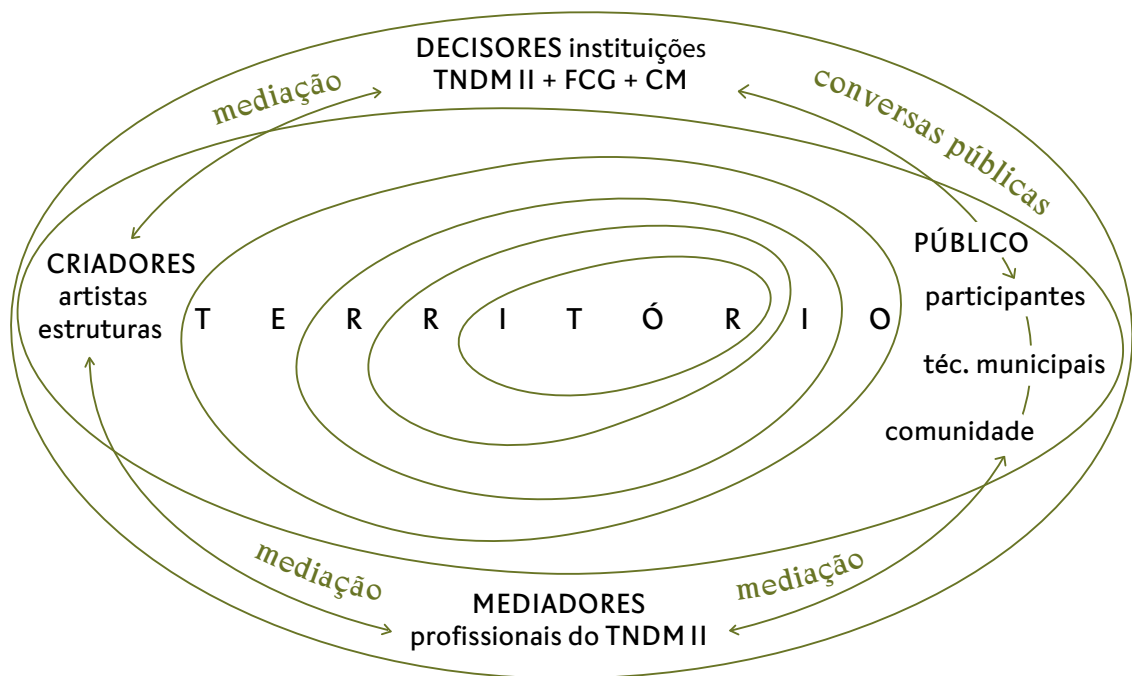 DECISORES instituições
TNDM II + FCG + CM
mediação
conversas públicas
CRIADORES
artistas
estruturas
TERRITÓRIO
PÚBLICO
participantes
téc. municipais
comunidade
mediação
mediação
MEDIADORES
profissionais do TNDM II